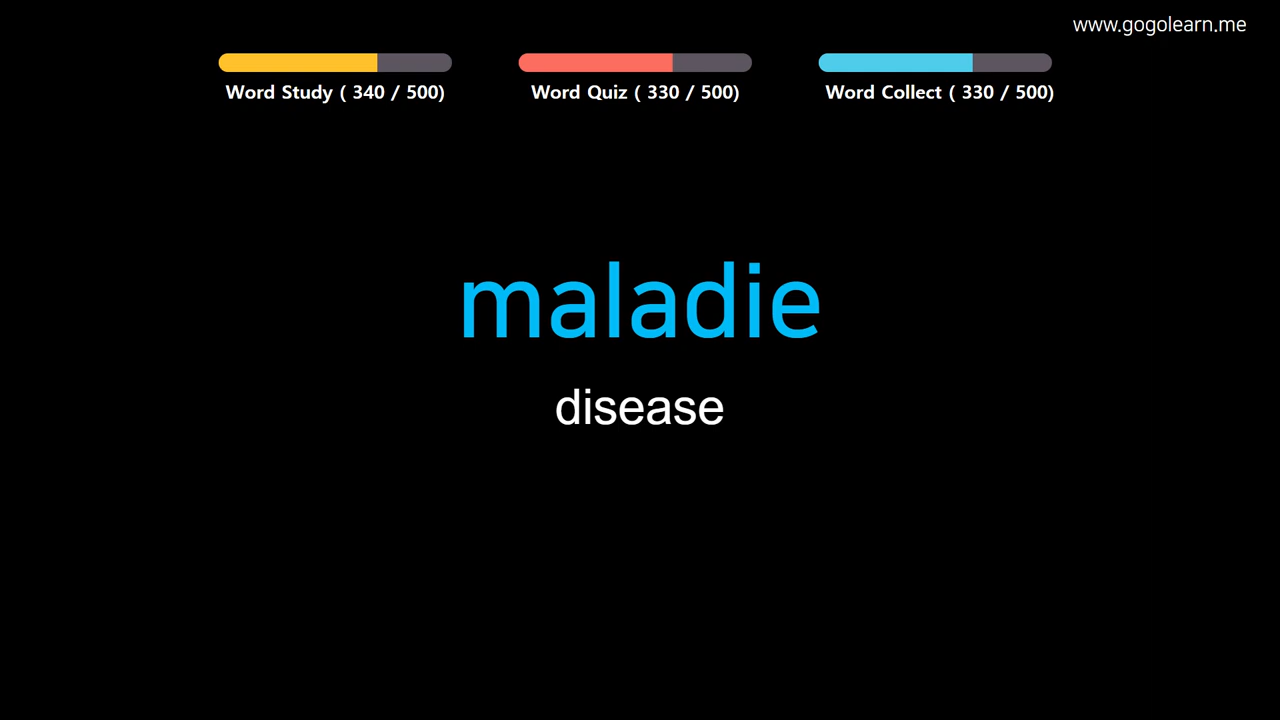 www.gogolearn.me
Word Study ( 340 / 500)
Word Quiz ( 330 / 500)
Word Collect ( 330 / 500)
maladie
disease